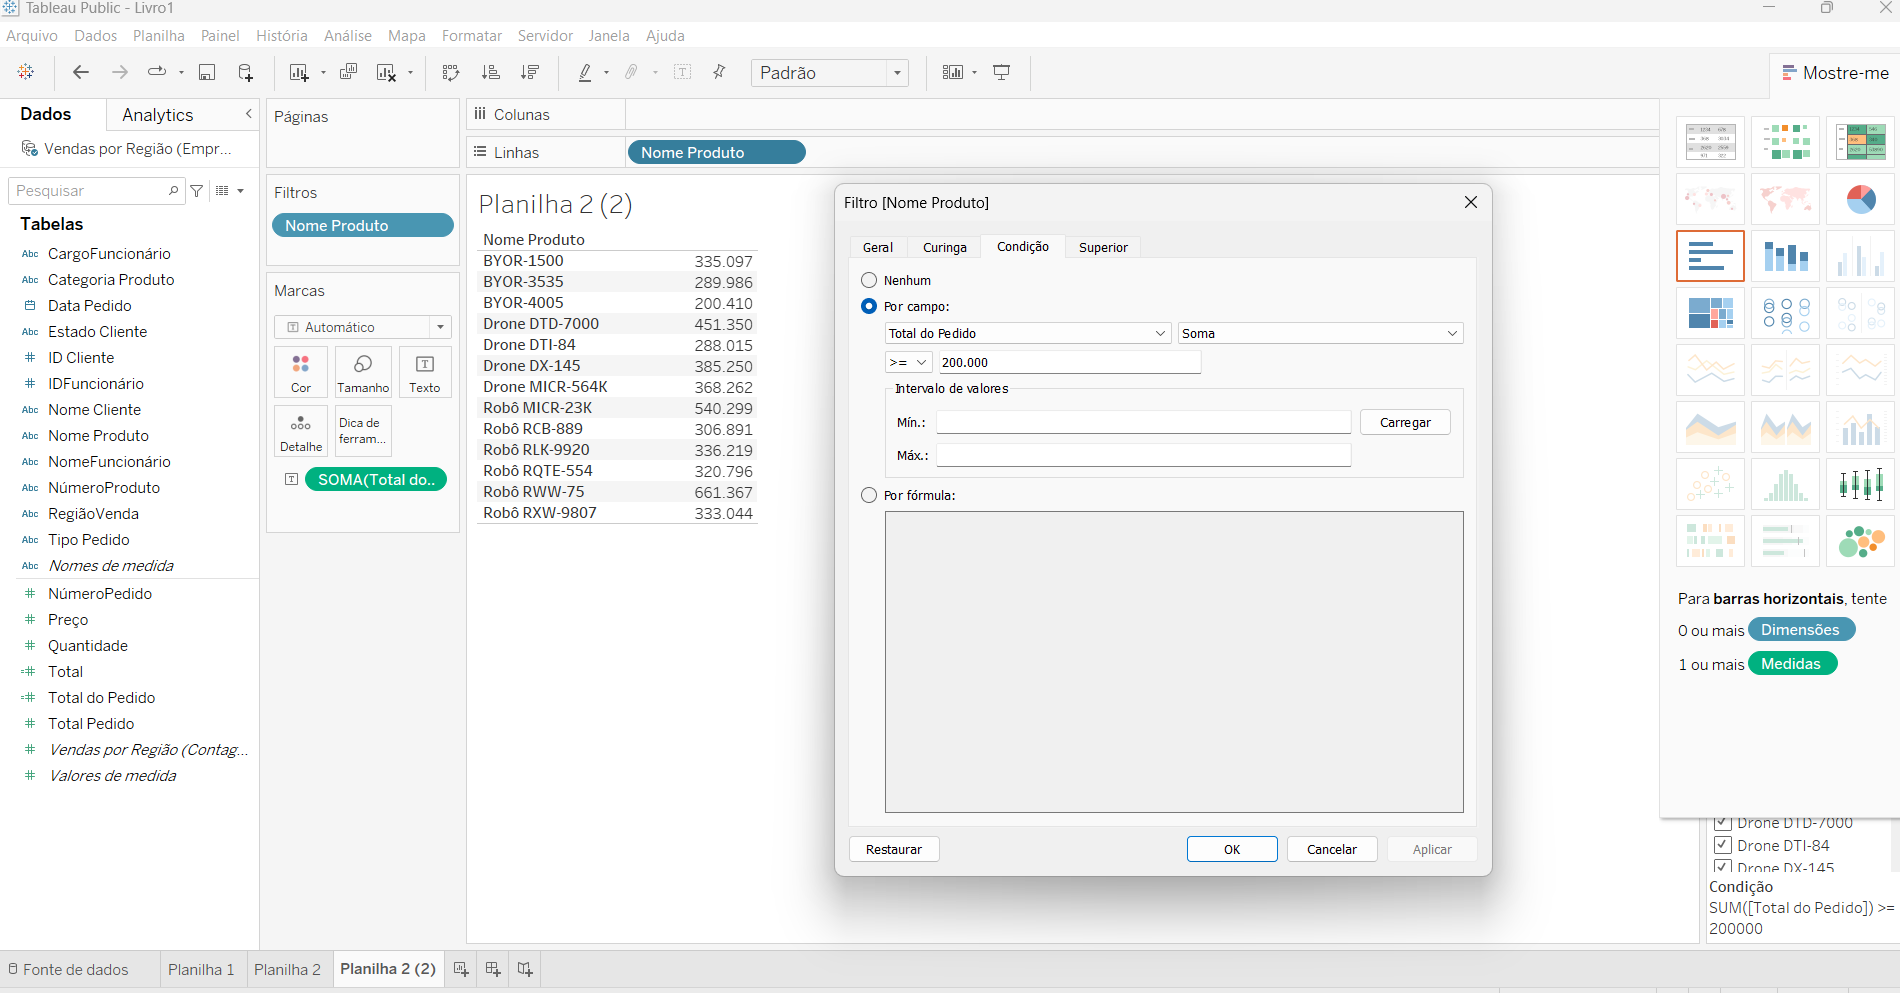 Tableau Public - Livro1
Arquivo Dados Planilha Painel História Análise Mapa Formatar Servidor Janela Ajuda
Padrão
Mostre-me
Dados Analytics
Vendas por Região (Empr...
Pesquisar
Tabelas
CargoFuncionário
Categoria Produto
Data Pedido
Estado Cliente
ID Cliente
IDFuncionário
Nome Cliente
Nome Produto
NomeFuncionário
NúmeroProduto
RegiãoVenda
Tipo Pedido
Nomes de medida
NúmeroPedido
Preço
Quantidade
Total
Total do Pedido
Total Pedido
Vendas por Região (Contag...
Valores de medida
Páginas
Filtros
Nome Produto
Marcas
Automático
Cor Tamanho Texto
Detalhe Dica de ferram...
SOMA(Total do..
Colunas
Linhas Nome Produto
Planilha 2 (2)
Nome Produto
BYOR-1500 335.097
BYOR-3535 289.986
BYOR-4005 200.410
Drone DTD-7000 451.350
Drone DTI-84 288.015
Drone DX-145 385.250
Drone MICR-564K 368.262
Robô MICR-23K 540.299
Robô RCB-889 306.891
Robô RLK-9920 336.219
Robô RQTE-554 320.796
Robô RWW-75 661.367
Robô RXW-9807 333.044
Filtro [Nome Produto]
Geral Curinga Condição Superior
Nenhum
Por campo:
Total do Pedido Soma
>= 200.000
Intervalo de valores
Mín.: Carregar
Máx.:
Por fórmula:
Restaurar OK Cancelar Aplicar
Para barras horizontais, tente
0 ou mais Dimensões
1 ou mais Medidas
Drone DTD-7000
Drone DTI-84
Drone DX-145
Condição
SUM([Total do Pedido]) >=
200000
Fonte de dados Planilha 1 Planilha 2 Planilha 2 (2)